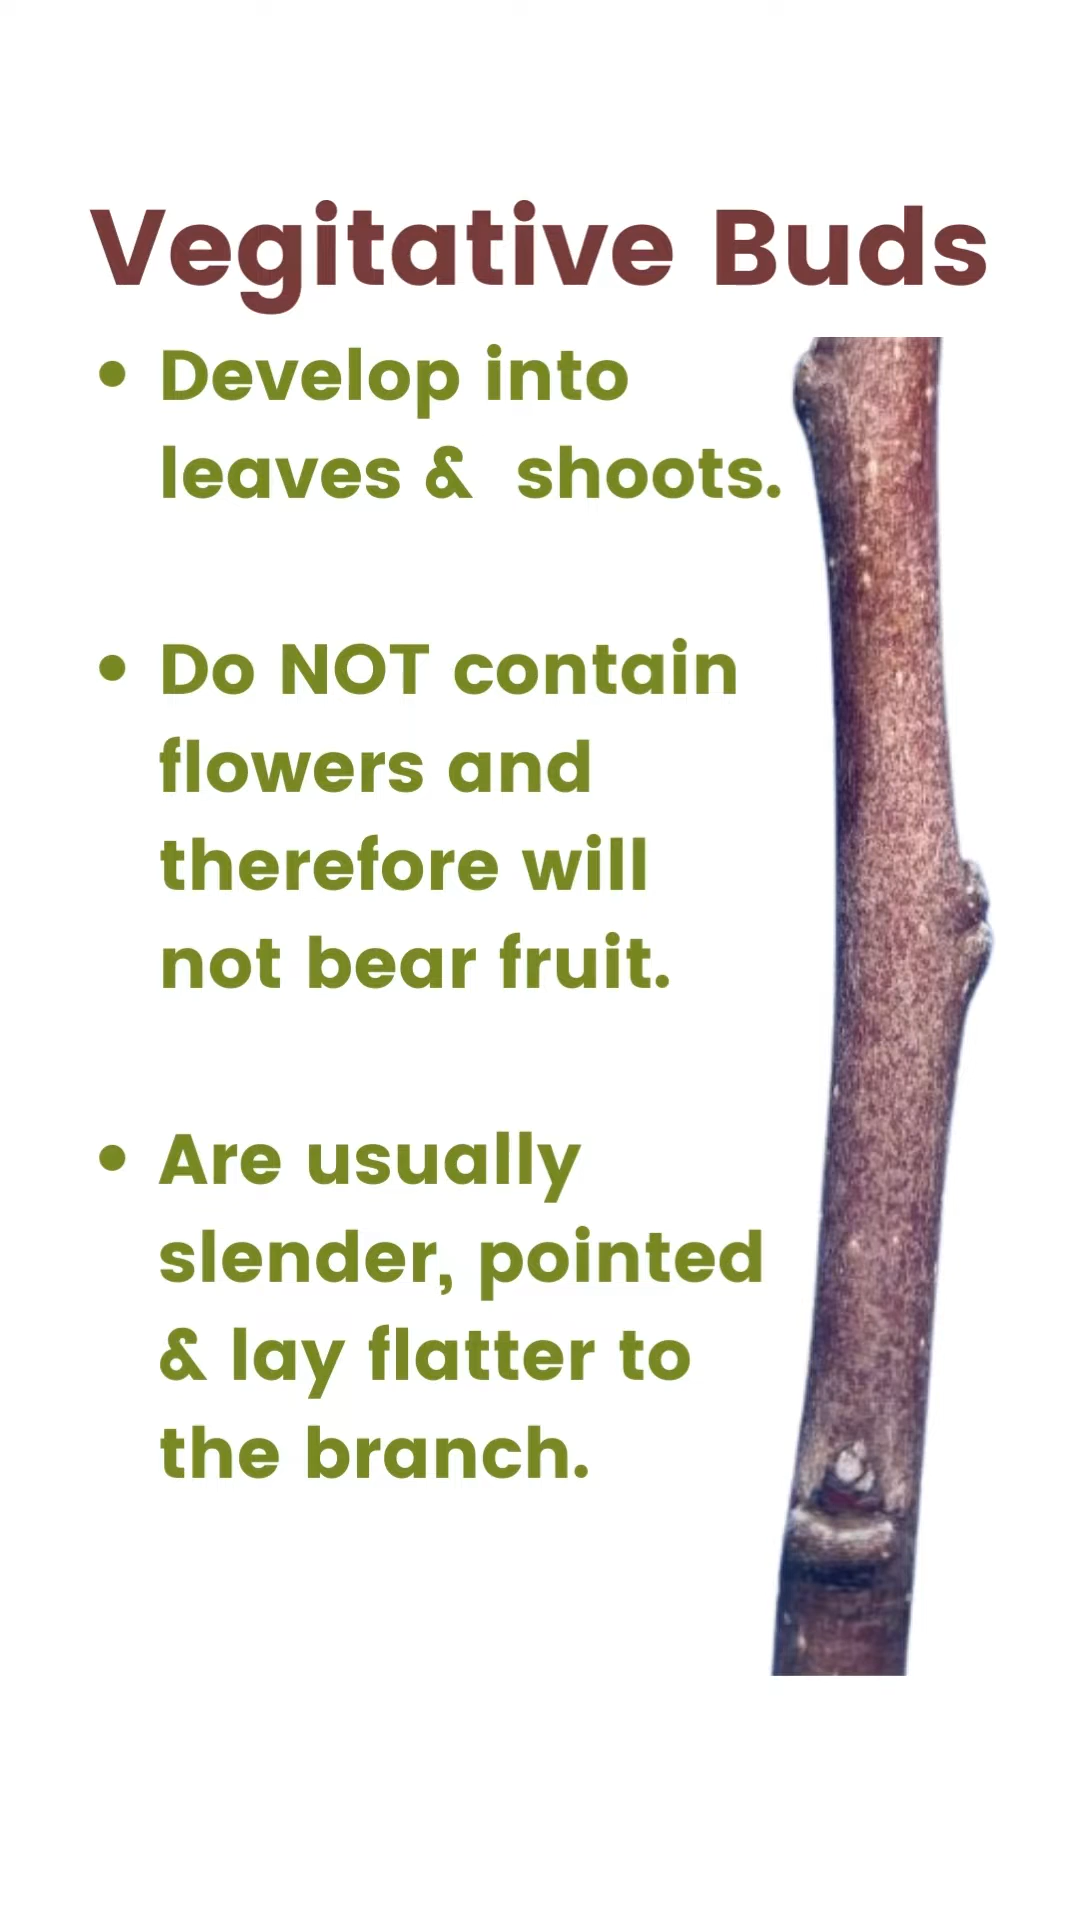 Vegitative Buds
• Develop into
leaves & shoots.
• Do NOT contain
flowers and
therefore will
not bear fruit.
• Are usually
slender, pointed
& lay flatter to
the branch.